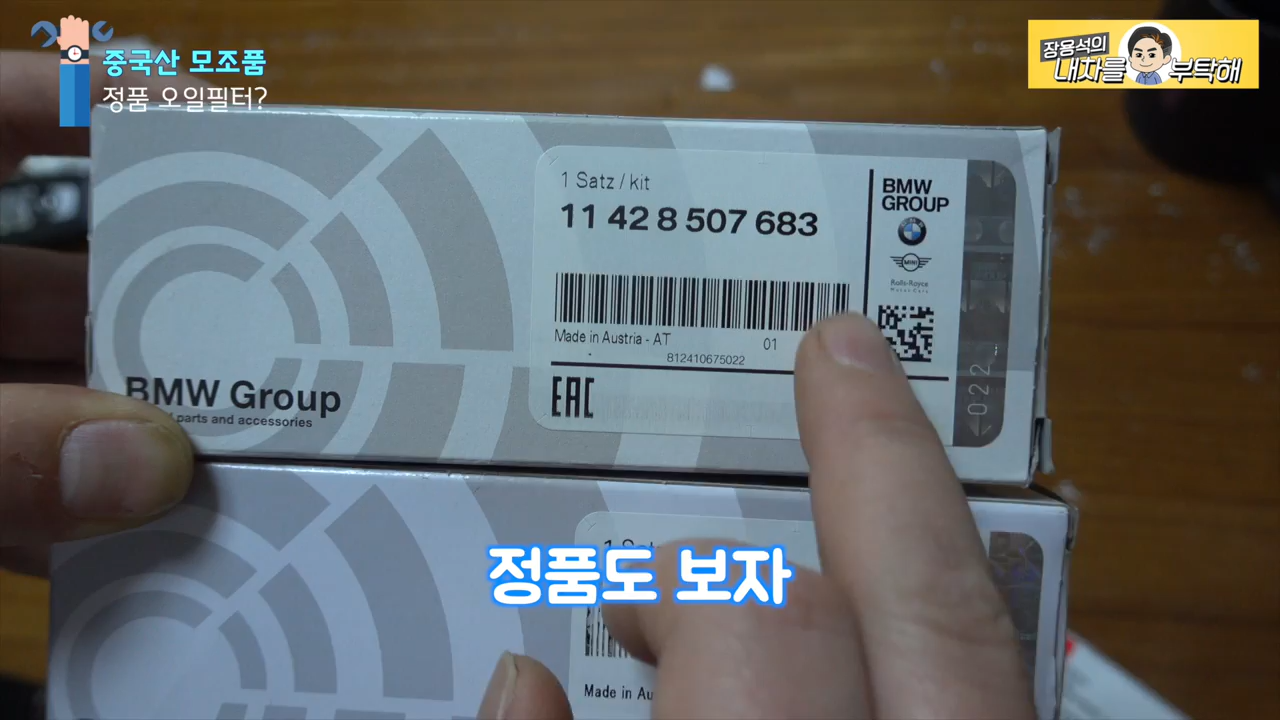 중국산 모조품
정품 오일필터?
장용석의
내차를 부탁해
1 Satz / kit
11 42 8 507 683
BMW
GROUP
MINI
Rolls-Royce
Motor Cars
Made in Austria - AT
01
812410675022
EAC
022
BMW Group
parts and accessories
1 Satz
정품도 보자
Made in Au